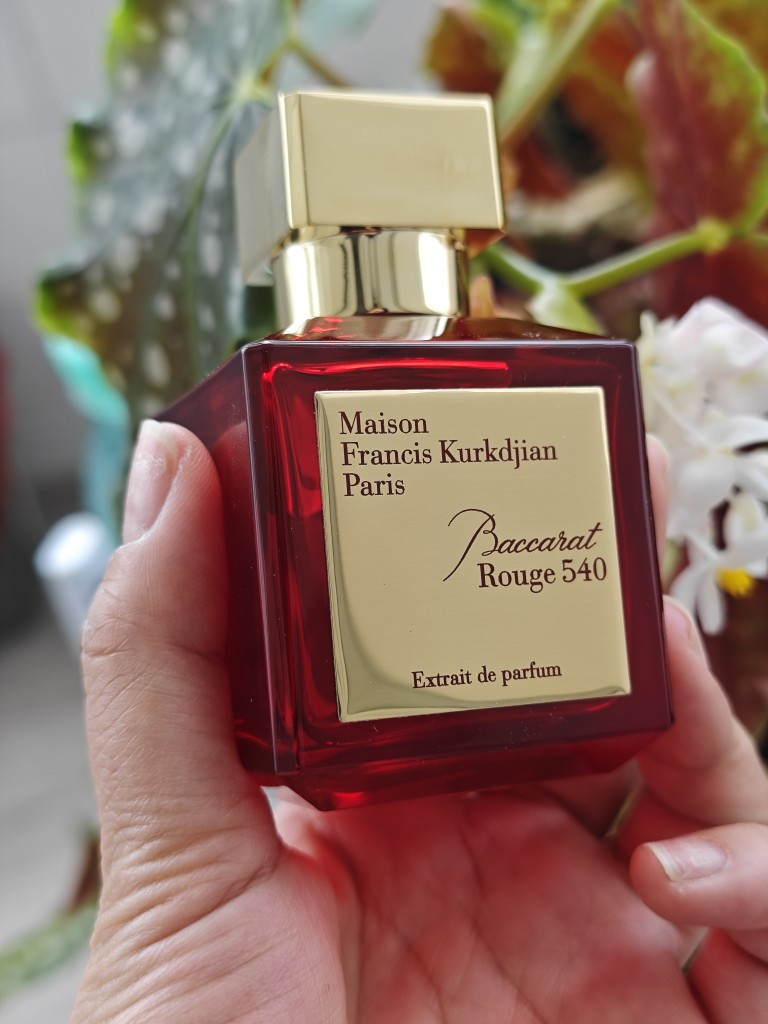 Maison
Francis Kurkdjian
Paris
Baccarat
Rouge 540
Extrait de parfum